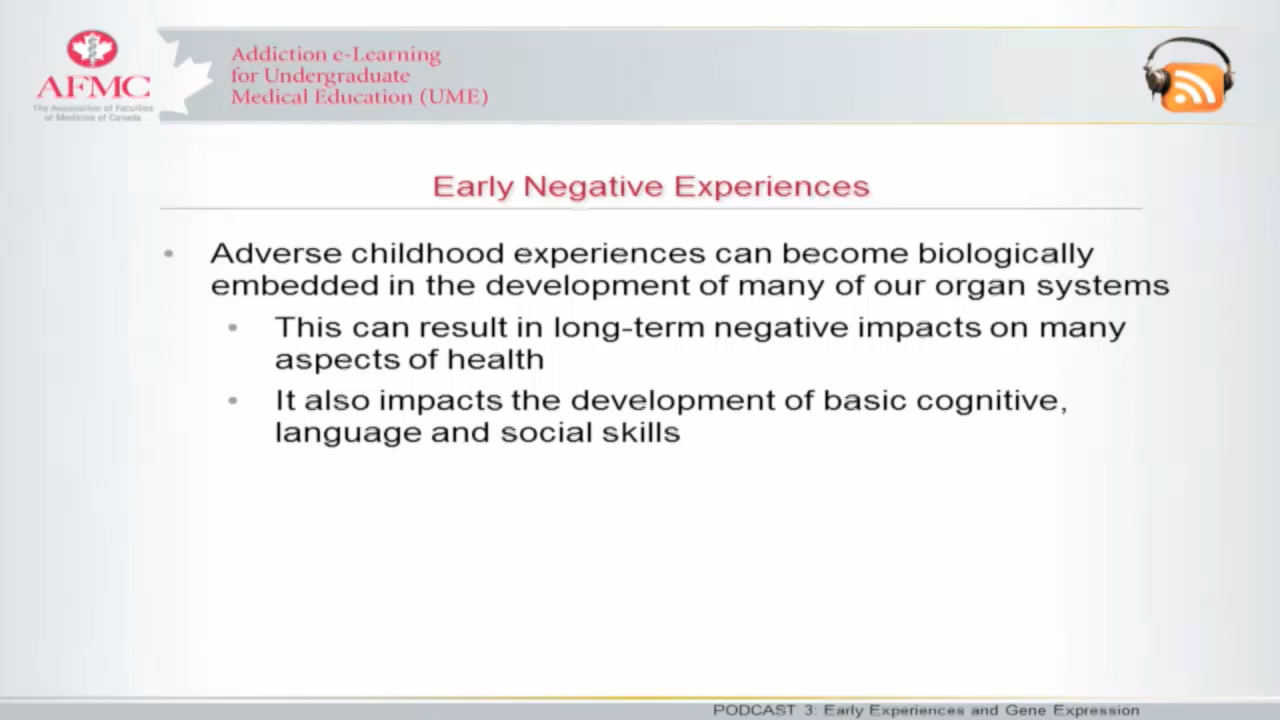 AFMC
The Association of Faculties
of Medicine of Canada
Addiction e-Learning
for Undergraduate
Medical Education (UME)
Early Negative Experiences
• Adverse childhood experiences can become biologically
embedded in the development of many of our organ systems
• This can result in long-term negative impacts on many
aspects of health
• It also impacts the development of basic cognitive,
language and social skills
PODCAST 3: Early Experiences and Gene Expression